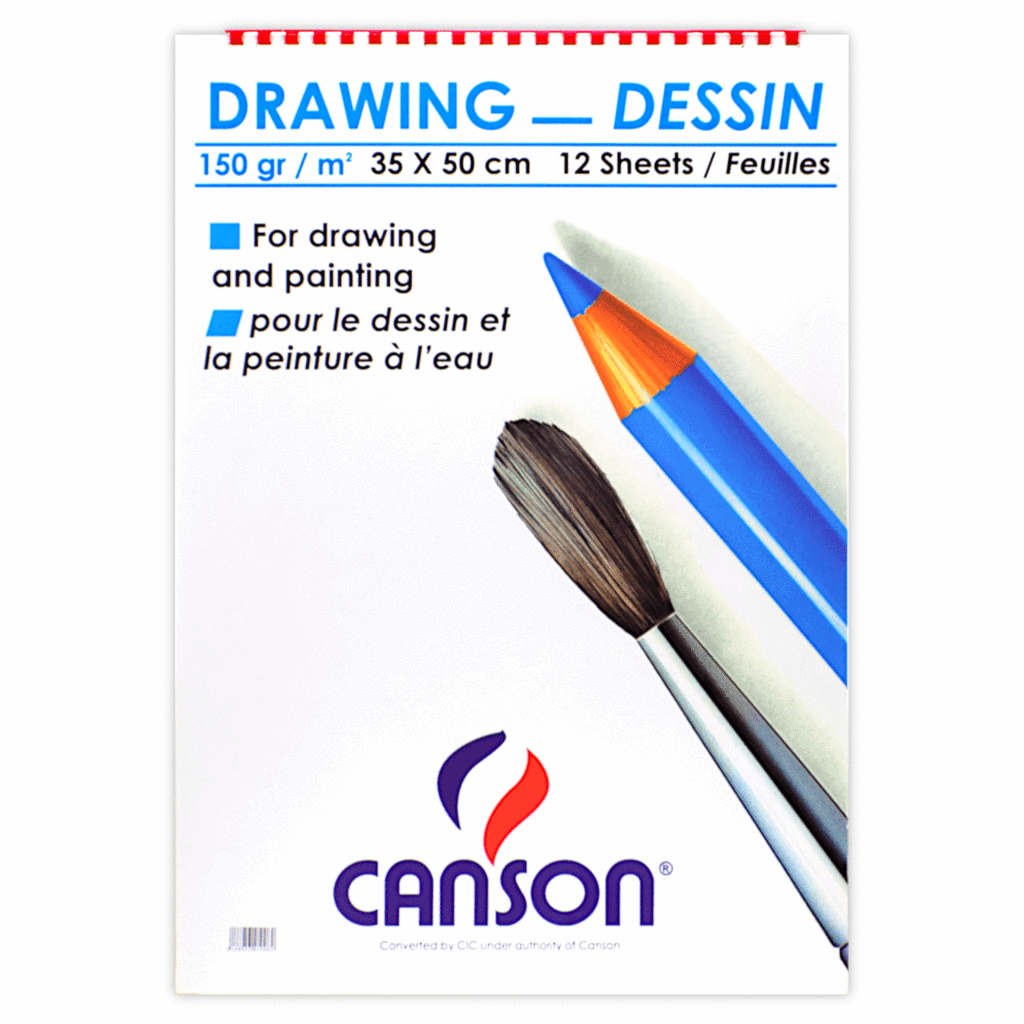 DRAWING __ DESSIN
150 gr / m² 35 X 50 cm 12 Sheets / Feuilles
For drawing
and painting
pour le dessin et
la peinture à l'eau
CANSON®
Converted by CIC under authority of Canson